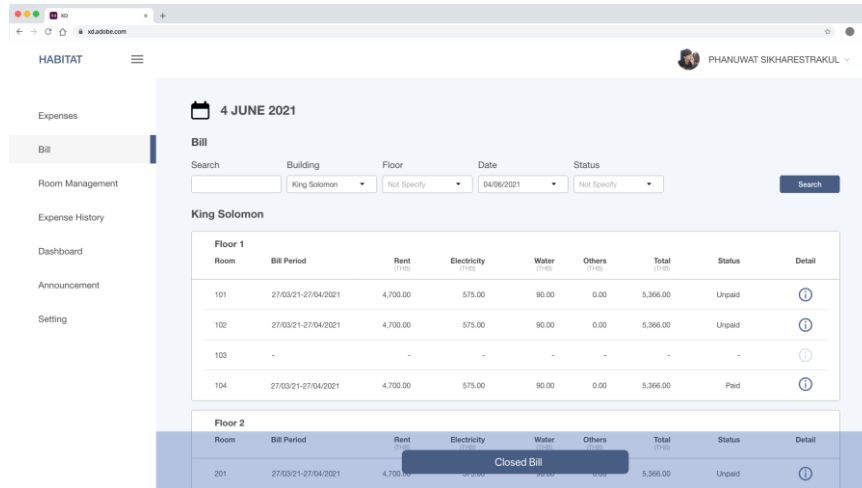 XD × +
xd.adobe.com
HABITAT PHANUWAT SIKHARESTRAKUL
4 JUNE 2021
Expenses
Bill
Room Management
Expense History
Dashboard
Announcement
Setting
Bill
Search Building Floor Date Status
King Solomon Not Specify 04/06/2021 Not Specify Search
King Solomon
Floor 1
Room Bill Period Rent Electricity Water Others Total Status Detail
(THB) (THB) (THB) (THB) (THB)
101 27/03/21-27/04/2021 4,700.00 575.00 90.00 0.00 5,366.00 Unpaid
102 27/03/21-27/04/2021 4,700.00 575.00 90.00 0.00 5,366.00 Unpaid
103 - - - - - - -
104 27/03/21-27/04/2021 4,700.00 575.00 90.00 0.00 5,366.00 Paid
Floor 2
Room Bill Period Rent Electricity Water Others Total Status Detail
(THB) (THB) (THB) (THB) (THB)
Closed Bill
201 27/03/21-27/04/2021 5,366.00 Unpaid